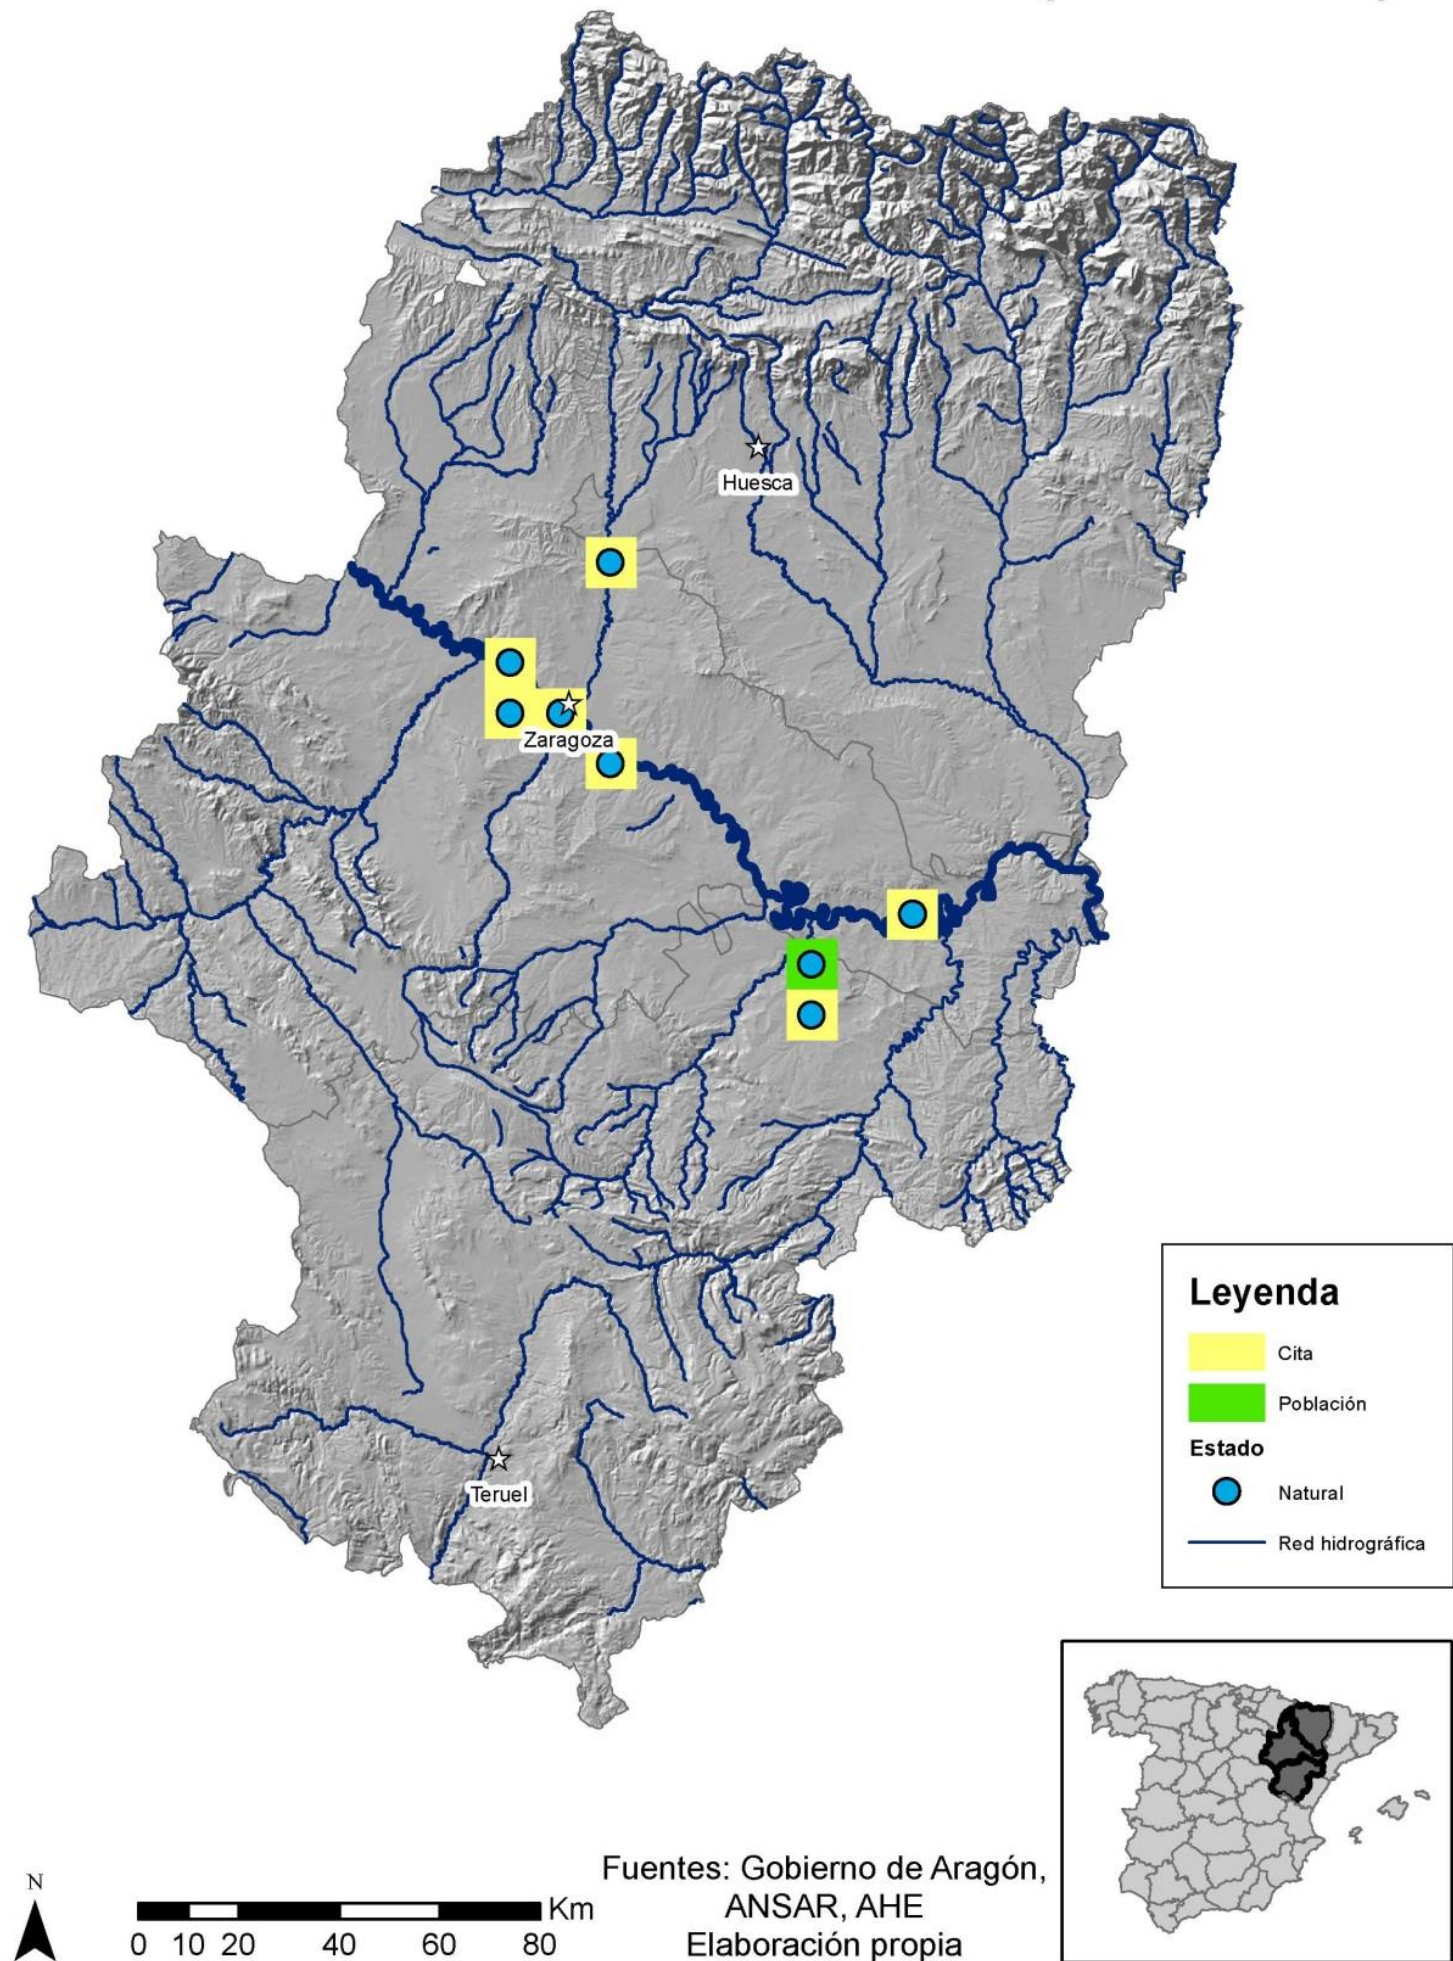 Huesca
Zaragoza
Teruel
Leyenda
Cita
Población
Estado
Natural
Red hidrográfica
N
Km
0 10 20 40 60 80
Fuentes: Gobierno de Aragón,
ANSAR, AHE
Elaboración propia